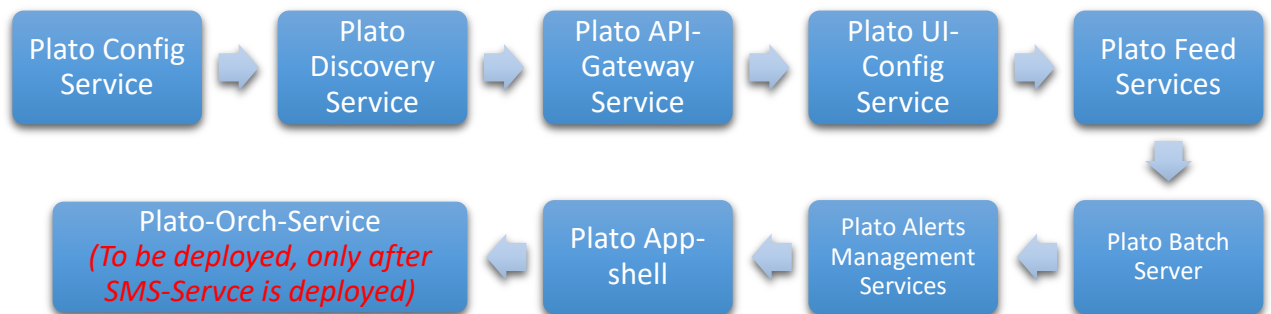 Plato Config
Service
Plato
Discovery
Service
Plato API-
Gateway
Service
Plato UI-
Config
Service
Plato Feed
Services
Plato Batch
Server
Plato Alerts
Management
Services
Plato App-
shell
Plato-Orch-Service
(To be deployed, only after
SMS-Servce is deployed)